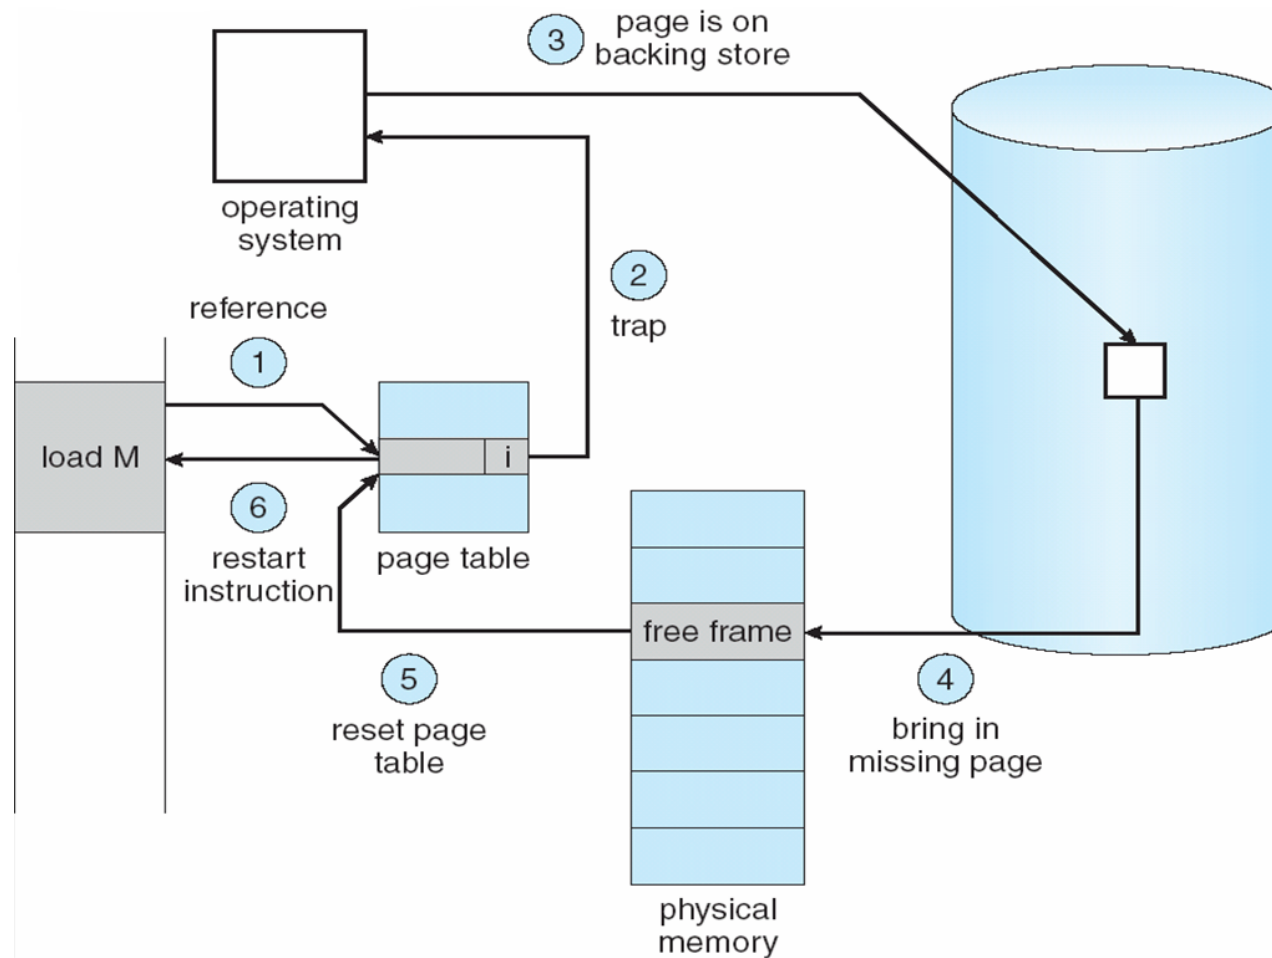 3
page is on
backing store
operating
system
2
trap
reference
1
load M
i
6
restart
instruction
page table
free frame
5
reset page
table
4
bring in
missing page
physical
memory